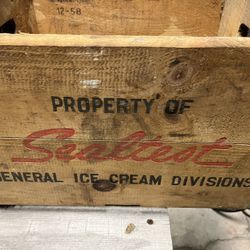 12-58
PROPERTY OF
Sealtest
GENERAL ICE CREAM DIVISIONS